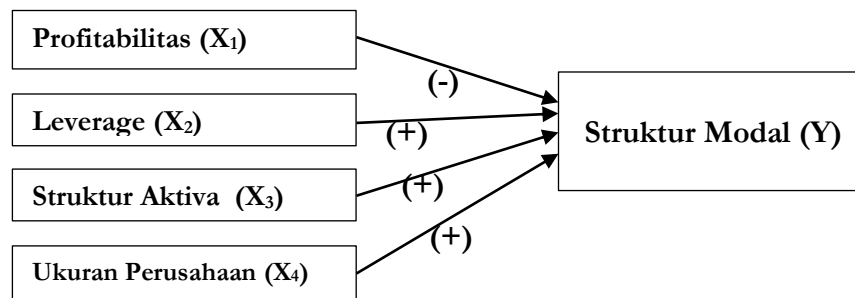 Profitabilitas (X₁)
(-)
Leverage (X₂)
(+)
Struktur Modal (Y)
Struktur Aktiva (X₃)
(+)
(+)
Ukuran Perusahaan (X₄)